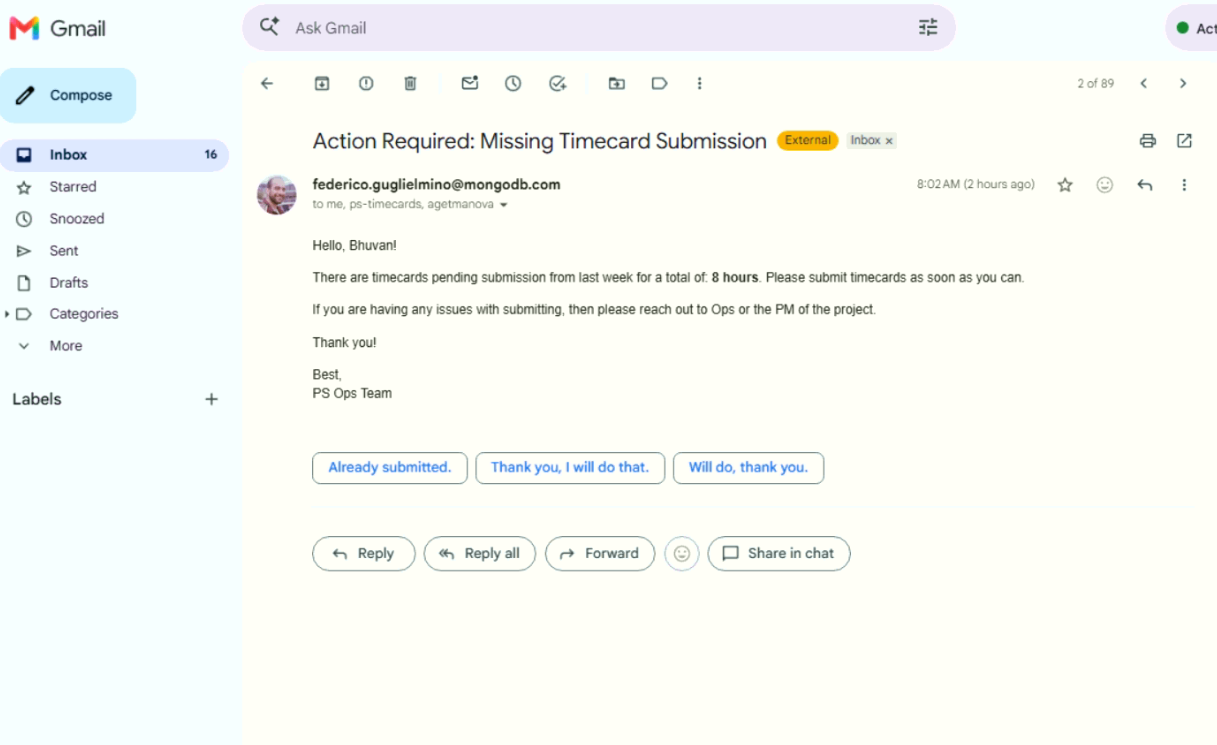 Gmail
Ask Gmail
Act
Compose
2 of 89
Action Required: Missing Timecard Submission External Inbox ×
Inbox 16
Starred
Snoozed
Sent
Drafts
Categories
More
Labels +
federico.guglielmino@mongodb.com 8:02 AM (2 hours ago)
to me, ps-timecards, agetmanova
Hello, Bhuvan!
There are timecards pending submission from last week for a total of: 8 hours. Please submit timecards as soon as you can.
If you are having any issues with submitting, then please reach out to Ops or the PM of the project.
Thank you!
Best,
PS Ops Team
Already submitted. Thank you, I will do that. Will do, thank you.
Reply Reply all Forward Share in chat